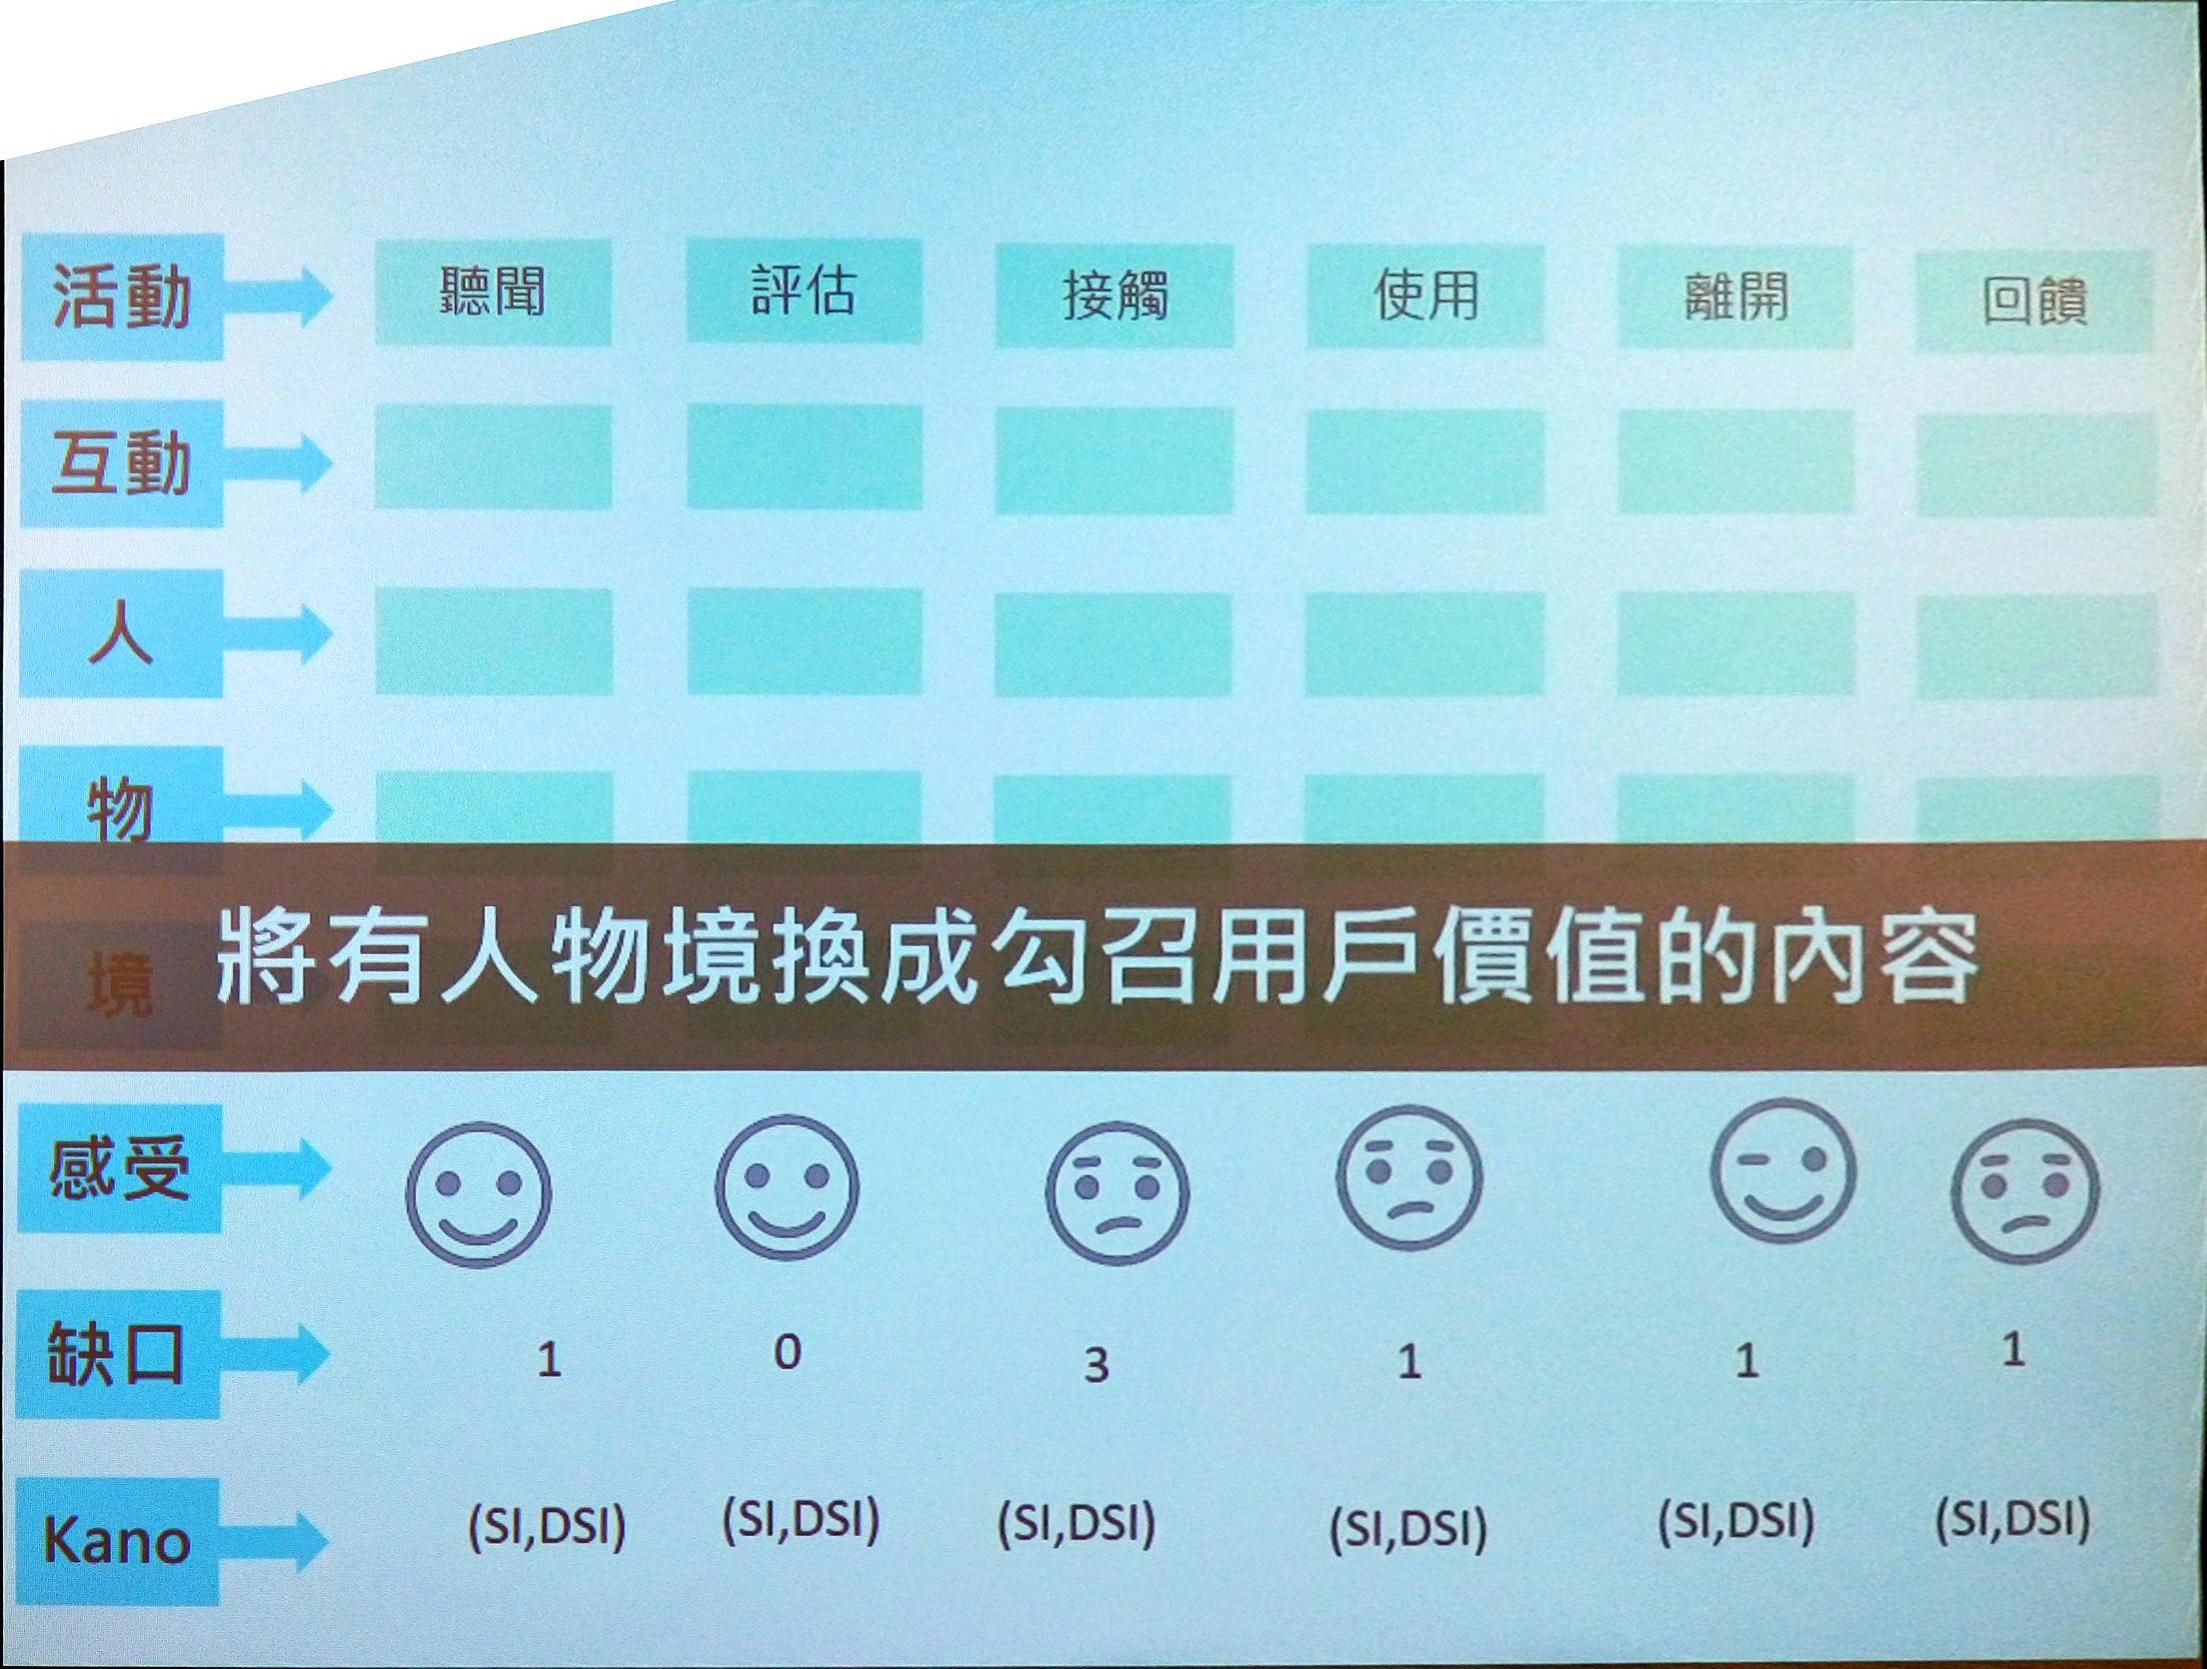 活動 聽聞 評估 接觸 使用 離開 回饋
互動
人
物
境 將有人物境換成勾召用戶價值的內容
感受
缺口 1 0 3 1 1 1
Kano (SI,DSI) (SI,DSI) (SI,DSI) (SI,DSI) (SI,DSI) (SI,DSI)